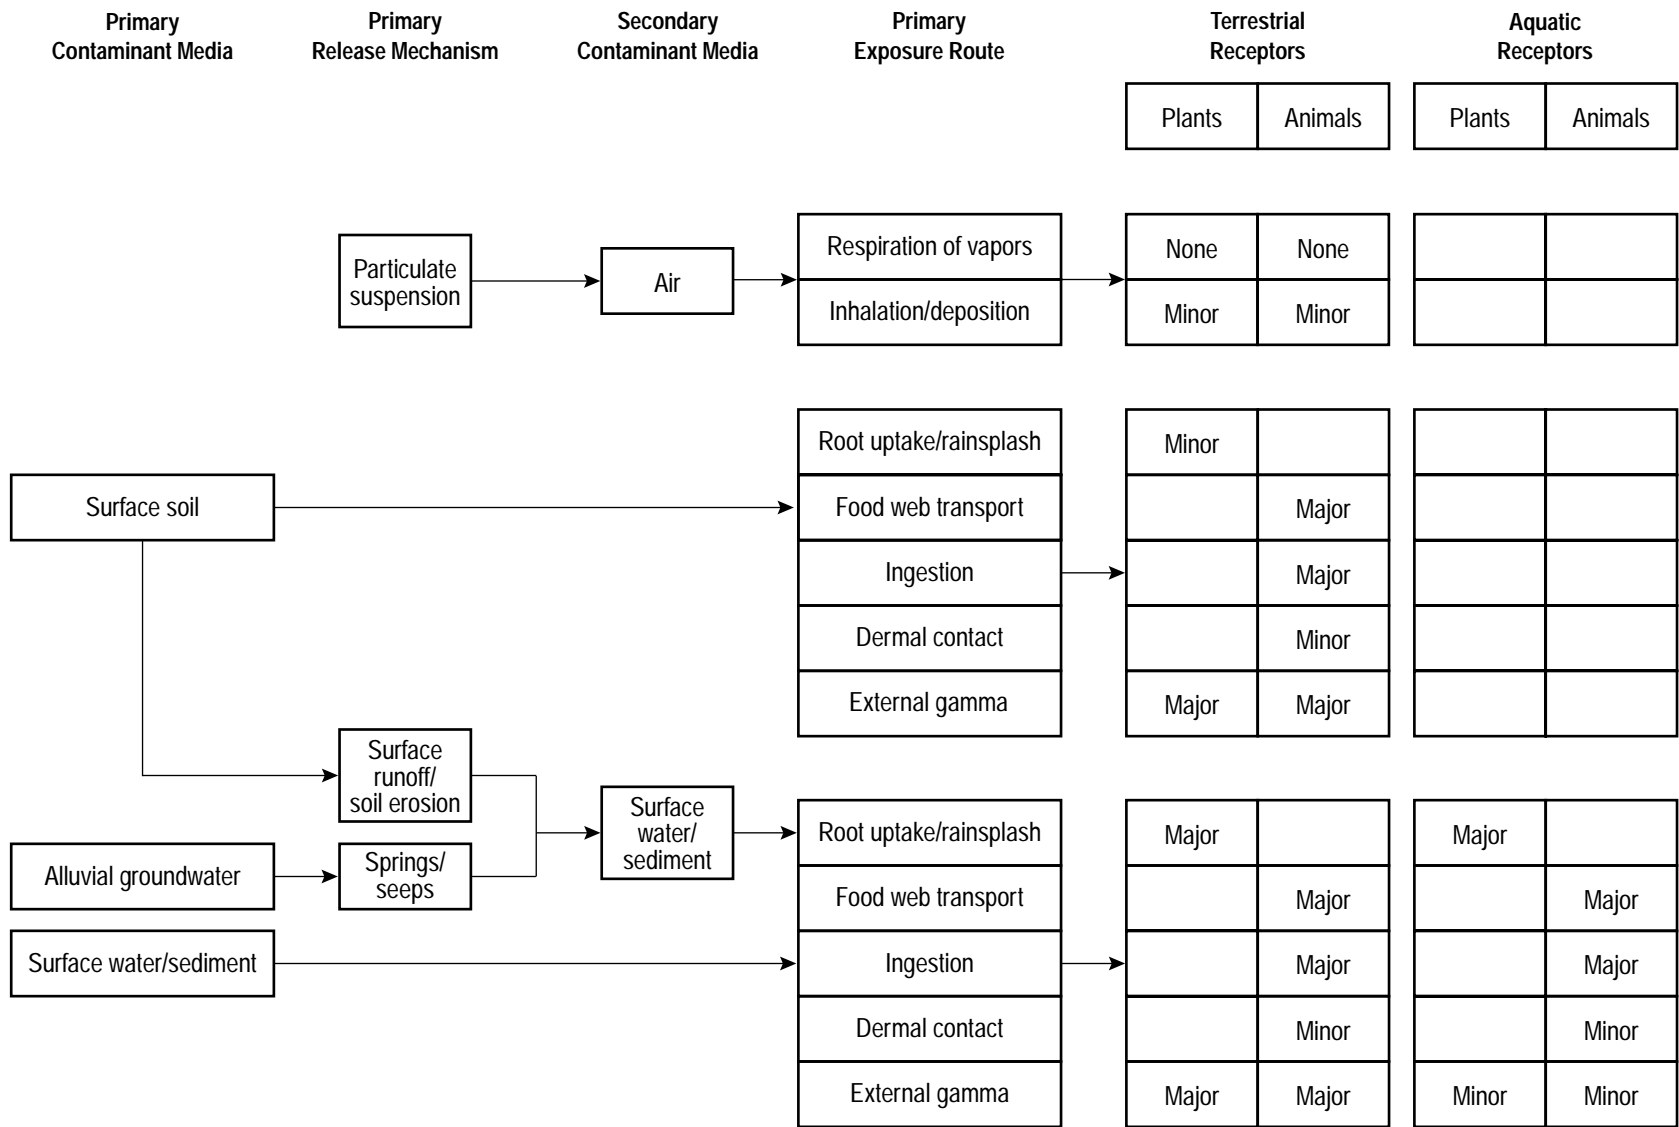 Primary
Contaminant Media
Primary
Release Mechanism
Secondary
Contaminant Media
Primary
Exposure Route
Terrestrial
Receptors
Aquatic
Receptors
Plants
Animals
Plants
Animals
Particulate
suspension
Air
Respiration of vapors
None
None
Inhalation/deposition
Minor
Minor
Surface soil
Root uptake/rainsplash
Minor
Food web transport
Major
Ingestion
Major
Dermal contact
Minor
External gamma
Major
Major
Surface
runoff/
soil erosion
Alluvial groundwater
Springs/
seeps
Surface
water/
sediment
Surface water/sediment
Root uptake/rainsplash
Major
Major
Food web transport
Major
Major
Ingestion
Major
Major
Dermal contact
Minor
Minor
External gamma
Major
Major
Minor
Minor